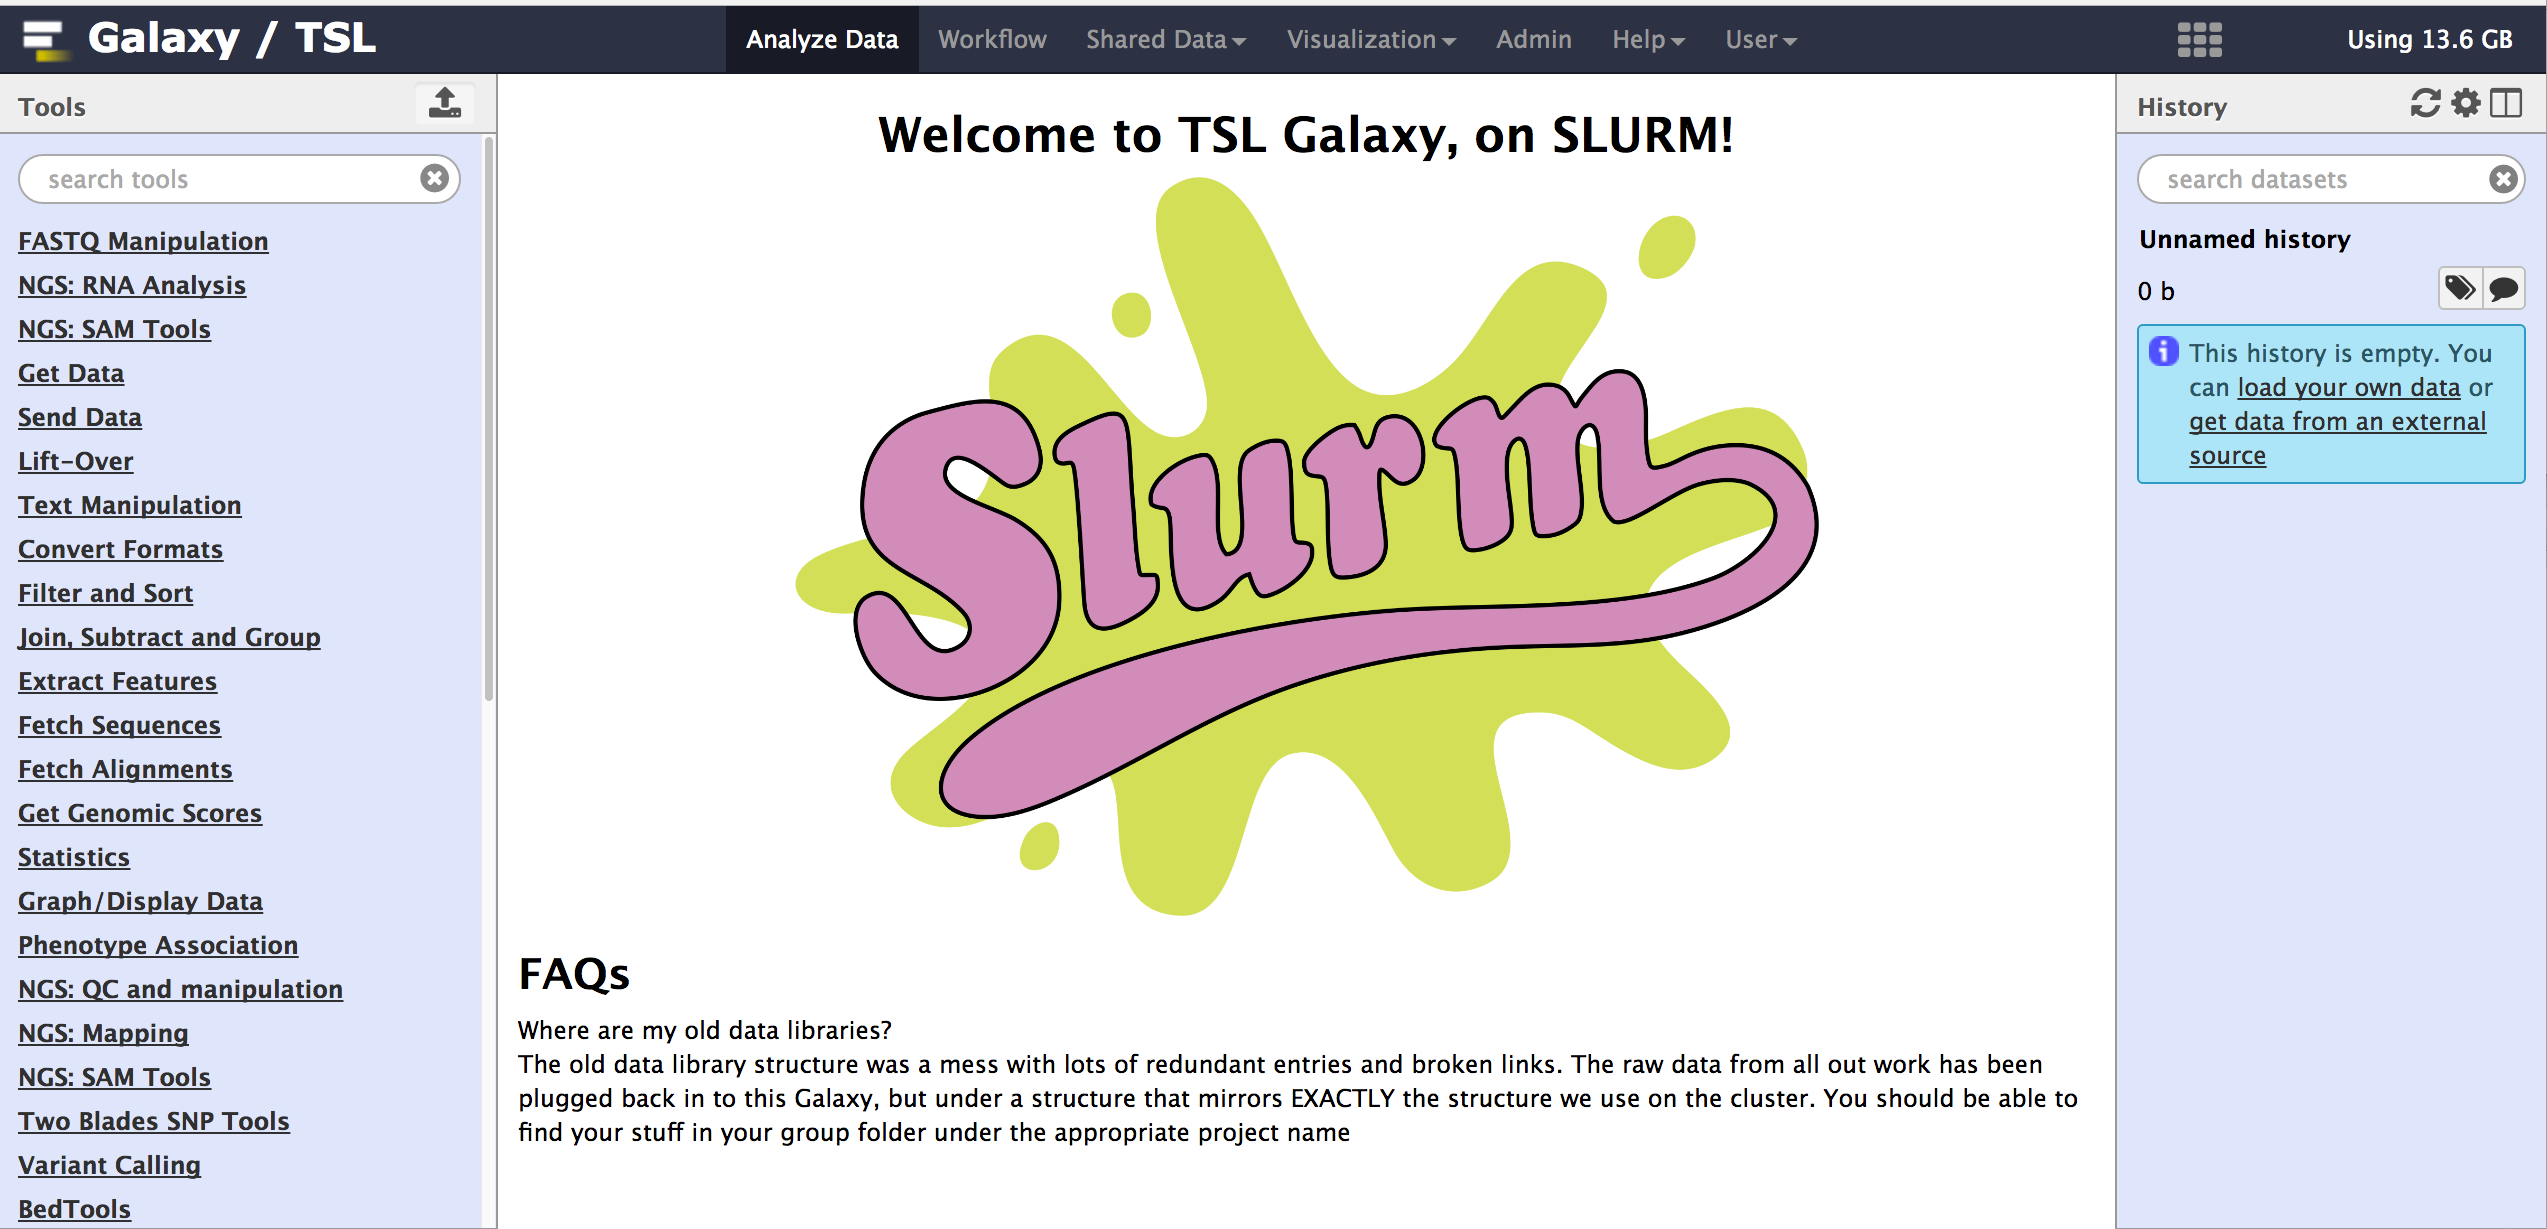 Galaxy / TSL
Analyze Data
Workflow
Shared Data
Visualization
Admin
Help
User
Using 13.6 GB
Tools
search tools
FASTQ Manipulation
NGS: RNA Analysis
NGS: SAM Tools
Get Data
Send Data
Lift-Over
Text Manipulation
Convert Formats
Filter and Sort
Join, Subtract and Group
Extract Features
Fetch Sequences
Fetch Alignments
Get Genomic Scores
Statistics
Graph/Display Data
Phenotype Association
NGS: QC and manipulation
NGS: Mapping
NGS: SAM Tools
Two Blades SNP Tools
Variant Calling
BedTools
Welcome to TSL Galaxy, on SLURM!
Slurm
FAQs
Where are my old data libraries?
The old data library structure was a mess with lots of redundant entries and broken links. The raw data from all out work has been
plugged back in to this Galaxy, but under a structure that mirrors EXACTLY the structure we use on the cluster. You should be able to
find your stuff in your group folder under the appropriate project name
History
search datasets
Unnamed history
0 b
This history is empty. You
can load your own data or
get data from an external
source